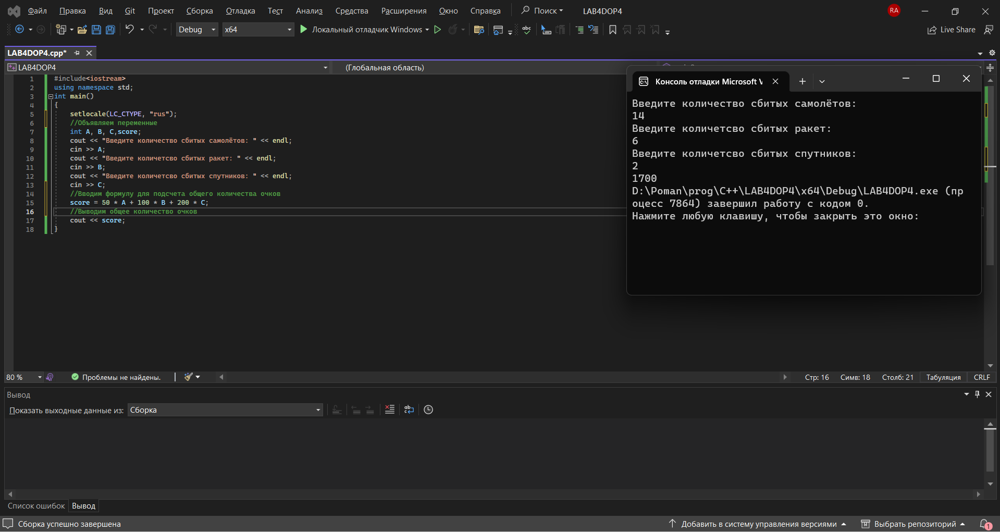 Файл Правка Вид Git Проект Сборка Отладка Тест Анализ Средства Расширения Окно Справка Поиск LAB4DOP4 RA
Debug x64 Локальный отладчик Windows abc Live Share
LAB4DOP4.cpp*
LAB4DOP4 (Глобальная область)
1 #include<iostream>
2 using namespace std;
3 int main()
4 {
5 setlocale(LC_CTYPE, "rus");
6 //Объявляем переменные
7 int A, B, C,score;
8 cout << "Введите количество сбитых самолётов: " << endl;
9 cin >> A;
10 cout << "Введите количетсво сбитых ракет: " << endl;
11 cin >> B;
12 cout << "Введите количетсво сбитых спутников: " << endl;
13 cin >> C;
14 //Вводим формулу для подсчета общего количества очков
15 score = 50 * A + 100 * B + 200 * C;
16 //Выводим общее количество очков
17 cout << score;
18 }
Консоль отладки Microsoft V
Введите количество сбитых самолётов:
14
Введите количетсво сбитых ракет:
6
Введите количетсво сбитых спутников:
2
1700
D:\Poman\prog\C++\LAB4DOP4\x64\Debug\LAB4DOP4.exe (пр
оцесс 7864) завершил работу с кодом 0.
Нажмите любую клавишу, чтобы закрыть это окно:
80 % Проблемы не найдены. Стр: 16 Симв: 18 Столб: 21 Табуляция CRLF
Вывод
Показать выходные данные из: Сборка
Список ошибок Вывод
Сборка успешно завершена Добавить в систему управления версиями Выбрать репозиторий 1